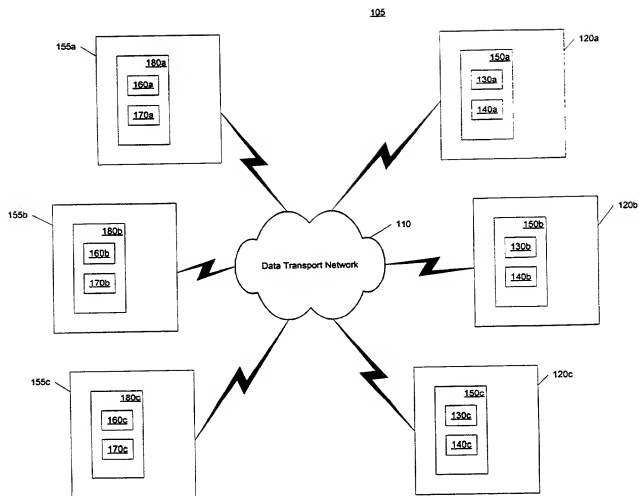 105
155a
180a
160a
170a
120a
150a
130a
140a
155b
180b
160b
170b
110
Data Transport Network
120b
150b
130b
140b
155c
180c
160c
170c
120c
150c
130c
140c